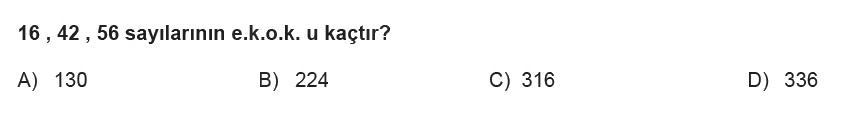 16 , 42 , 56 sayılarının e.k.o.k. u kaçtır?
A) 130 B) 224 C) 316 D) 336